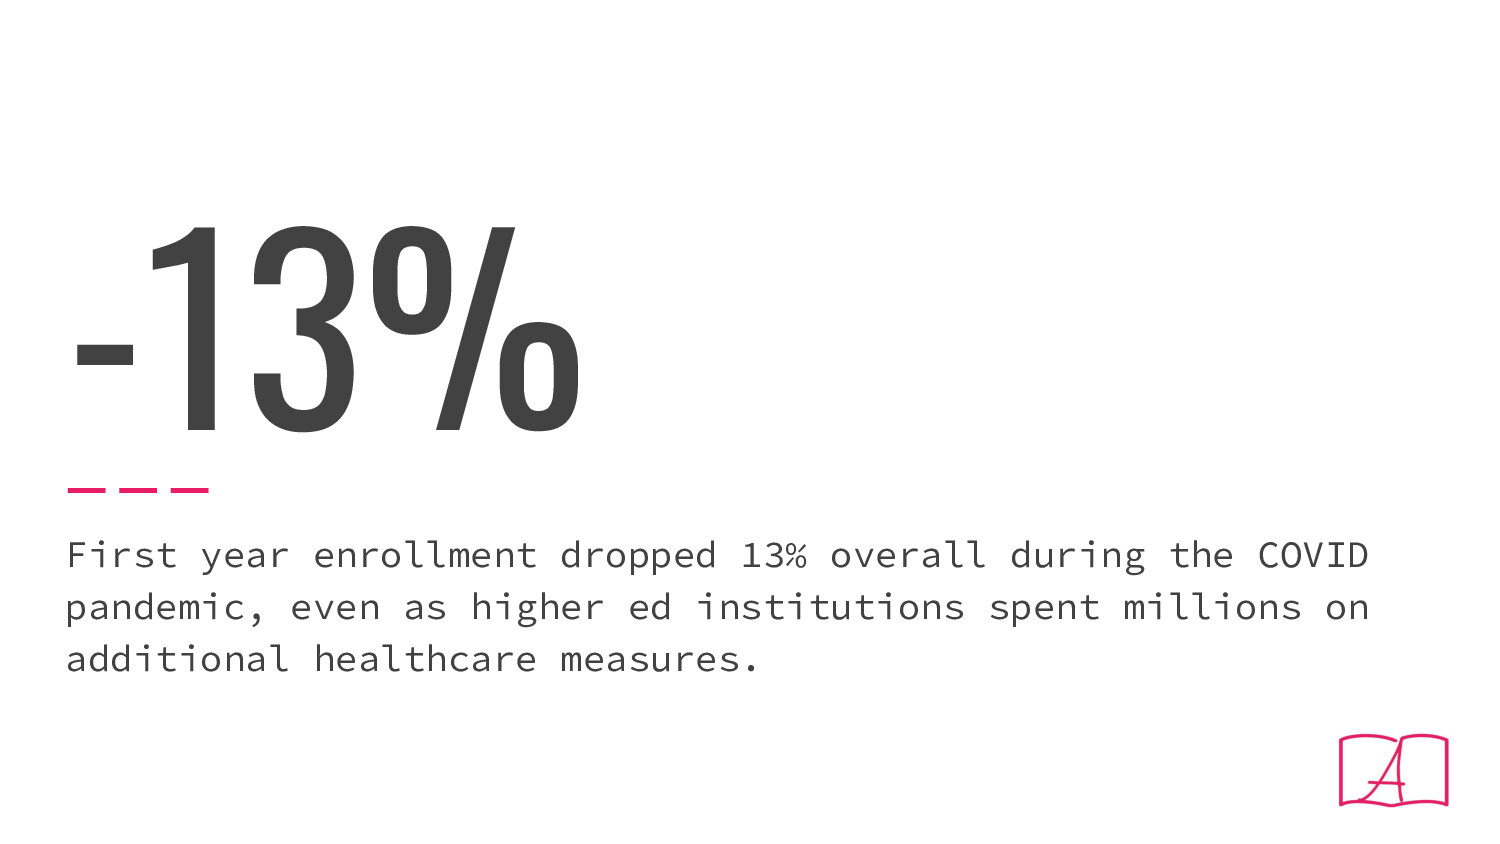 -13%
First year enrollment dropped 13% overall during the COVID
pandemic, even as higher ed institutions spent millions on
additional healthcare measures.
A